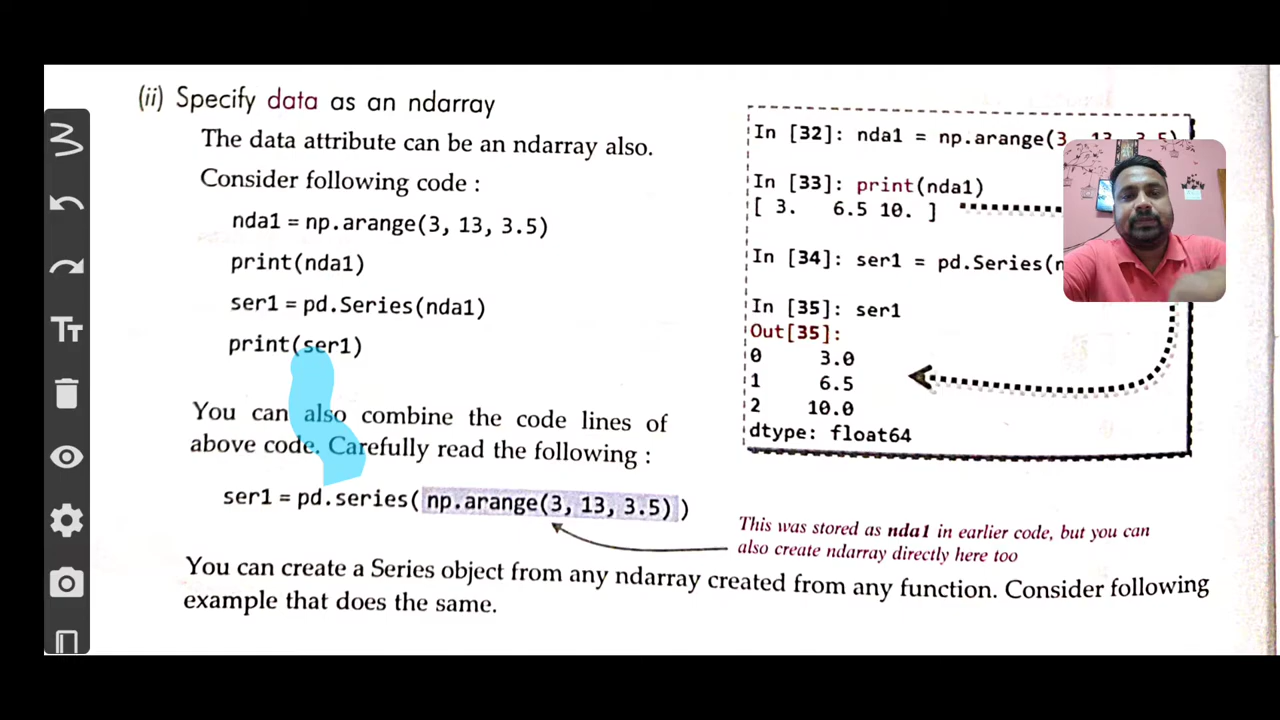 (ii) Specify data as an ndarray
The data attribute can be an ndarray also.
Consider following code :
nda1 = np.arange(3, 13, 3.5)
print(nda1)
ser1 = pd.Series(nda1)
print(ser1)
You can also combine the code lines of
above code. Carefully read the following :
ser1 = pd.series( np.arange(3, 13, 3.5) )
In [32]: nda1 = np.arange(3, 13, 3.5)
In [33]: print(nda1)
[ 3. 6.5 10. ]
In [34]: ser1 = pd.Series(
In [35]: ser1
Out[35]:
0 3.0
1 6.5
2 10.0
dtype: float64
This was stored as nda1 in earlier code, but you can
also create ndarray directly here too
You can create a Series object from any ndarray created from any function. Consider following
example that does the same.